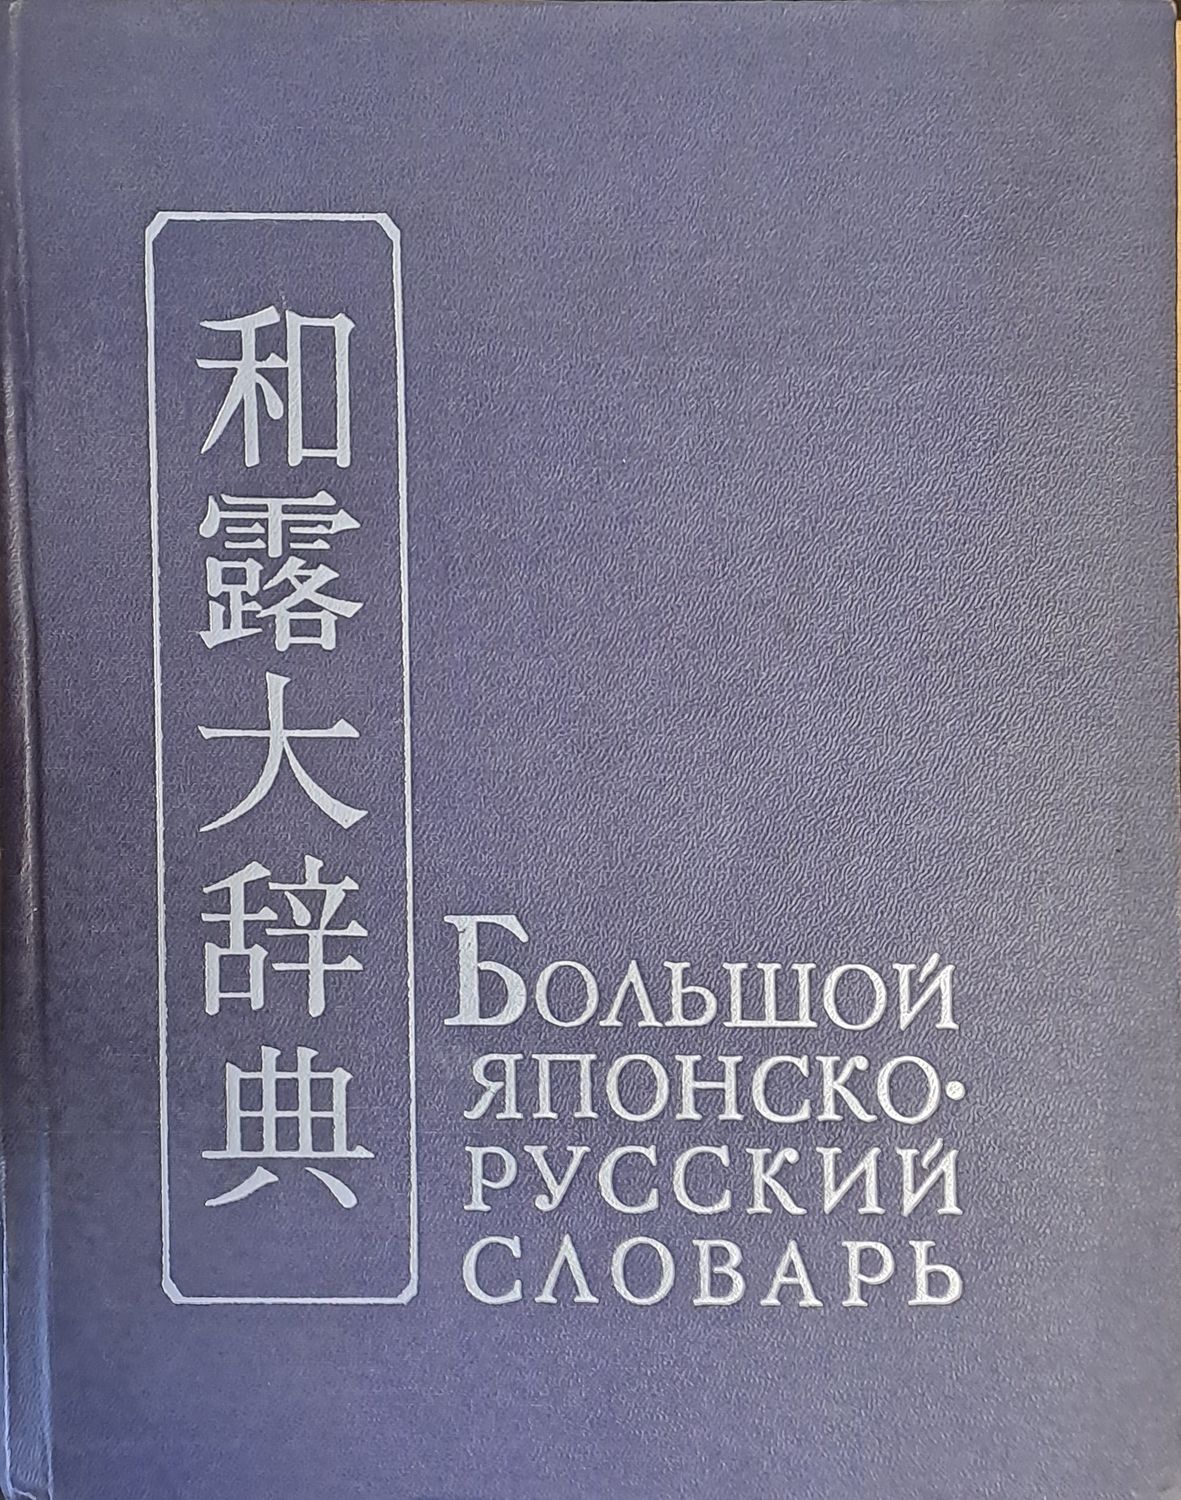 和露大辞典
Большой
японско-
русский
словарь